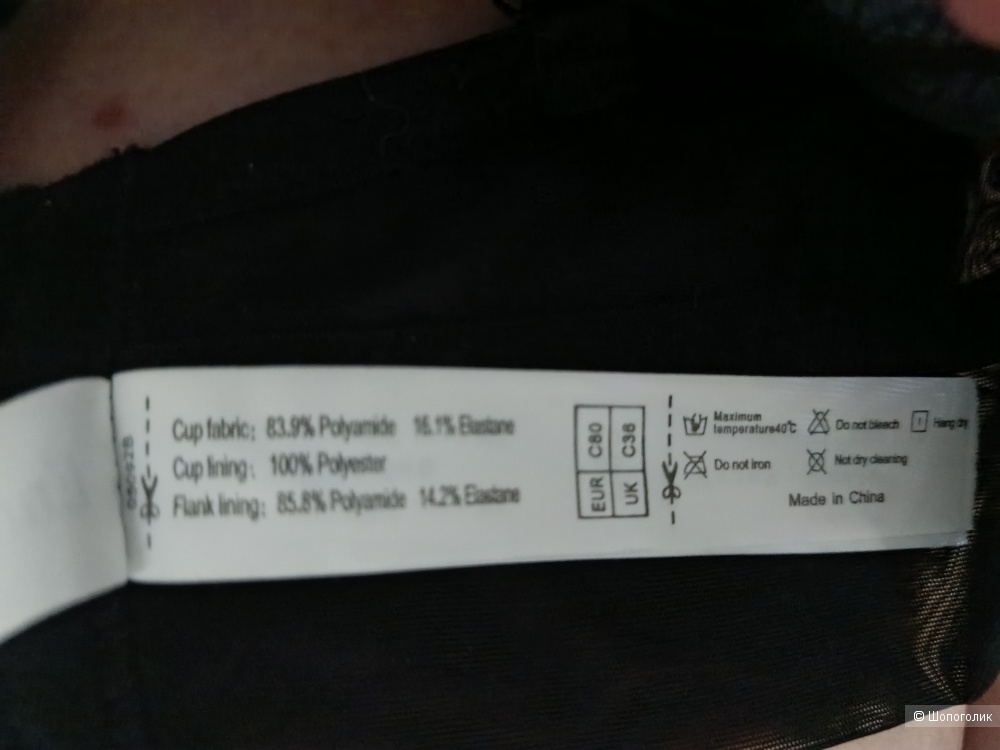 Cup fabric: 83.9% Polyamide 16.1% Elastane
Cup lining: 100% Polyester
Flank lining: 85.8% Polyamide 14.2% Elastane
EUR C80
UK C36
Maximum
temperature40℃
Do not bleach
Hang dry
Do not iron
Not dry cleaning
Made in China
© Шопоголик